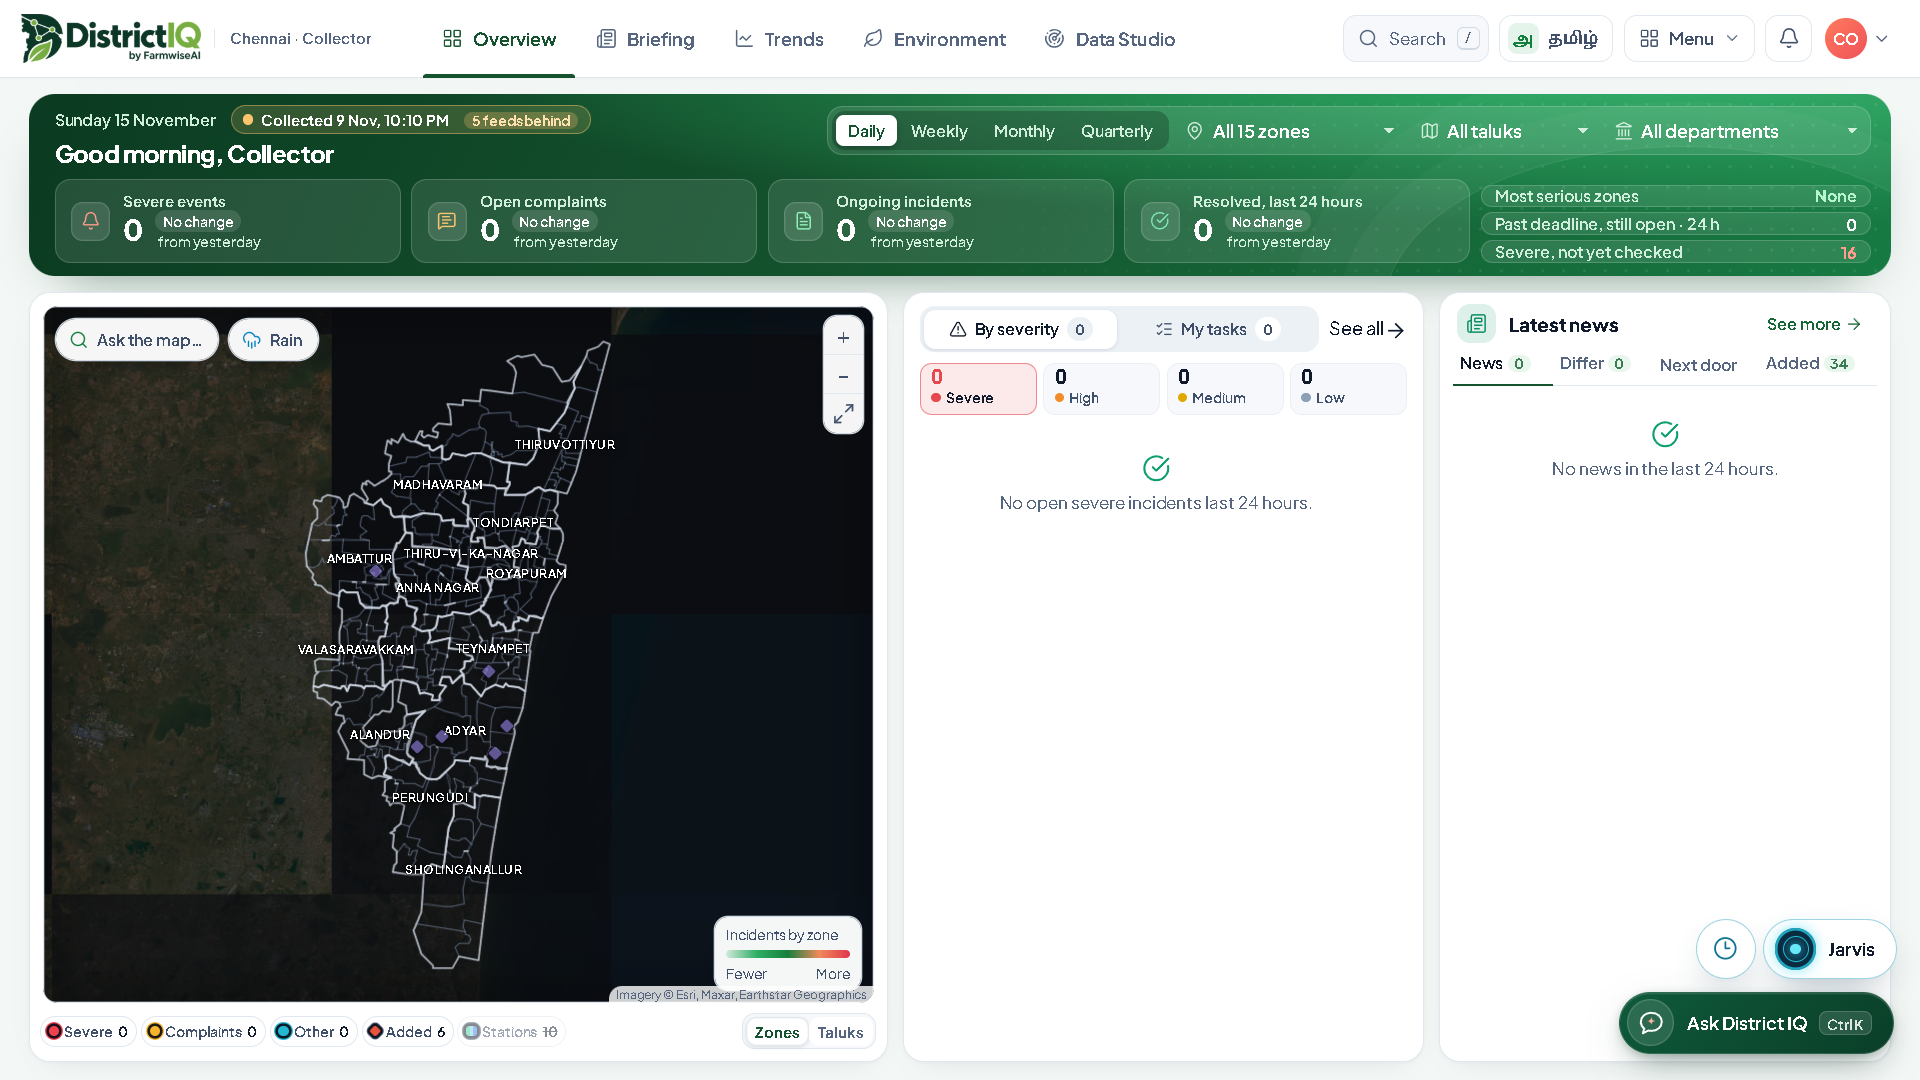 DistrictIQ
by FarmwiseAI
Chennai · Collector
Overview
Briefing
Trends
Environment
Data Studio
Search /
அ தமிழ்
Menu
CO
Sunday 15 November
Collected 9 Nov, 10:10 PM 5 feeds behind
Good morning, Collector
Daily Weekly Monthly Quarterly
All 15 zones
All taluks
All departments
Severe events
0 No change
from yesterday
Open complaints
0 No change
from yesterday
Ongoing incidents
0 No change
from yesterday
Resolved, last 24 hours
0 No change
from yesterday
Most serious zones None
Past deadline, still open · 24 h 0
Severe, not yet checked 16
Ask the map...
Rain
+
−
THIRUVOTTIYUR
MADHAVARAM
TONDIARPET
THIRU-VI-KA-NAGAR
AMBATTUR
ROYAPURAM
ANNA NAGAR
VALASARAVAKKAM
TEYNAMPET
ALANDUR
ADYAR
PERUNGUDI
SHOLINGANALLUR
Incidents by zone
Fewer More
Imagery © Esri, Maxar, Earthstar Geographics
Severe 0
Complaints 0
Other 0
Added 6
Stations 10
Zones Taluks
By severity 0
My tasks 0
See all
0
Severe
0
High
0
Medium
0
Low
No open severe incidents last 24 hours.
Latest news
See more
News 0
Differ 0
Next door
Added 34
No news in the last 24 hours.
Jarvis
Ask District IQ Ctrl K